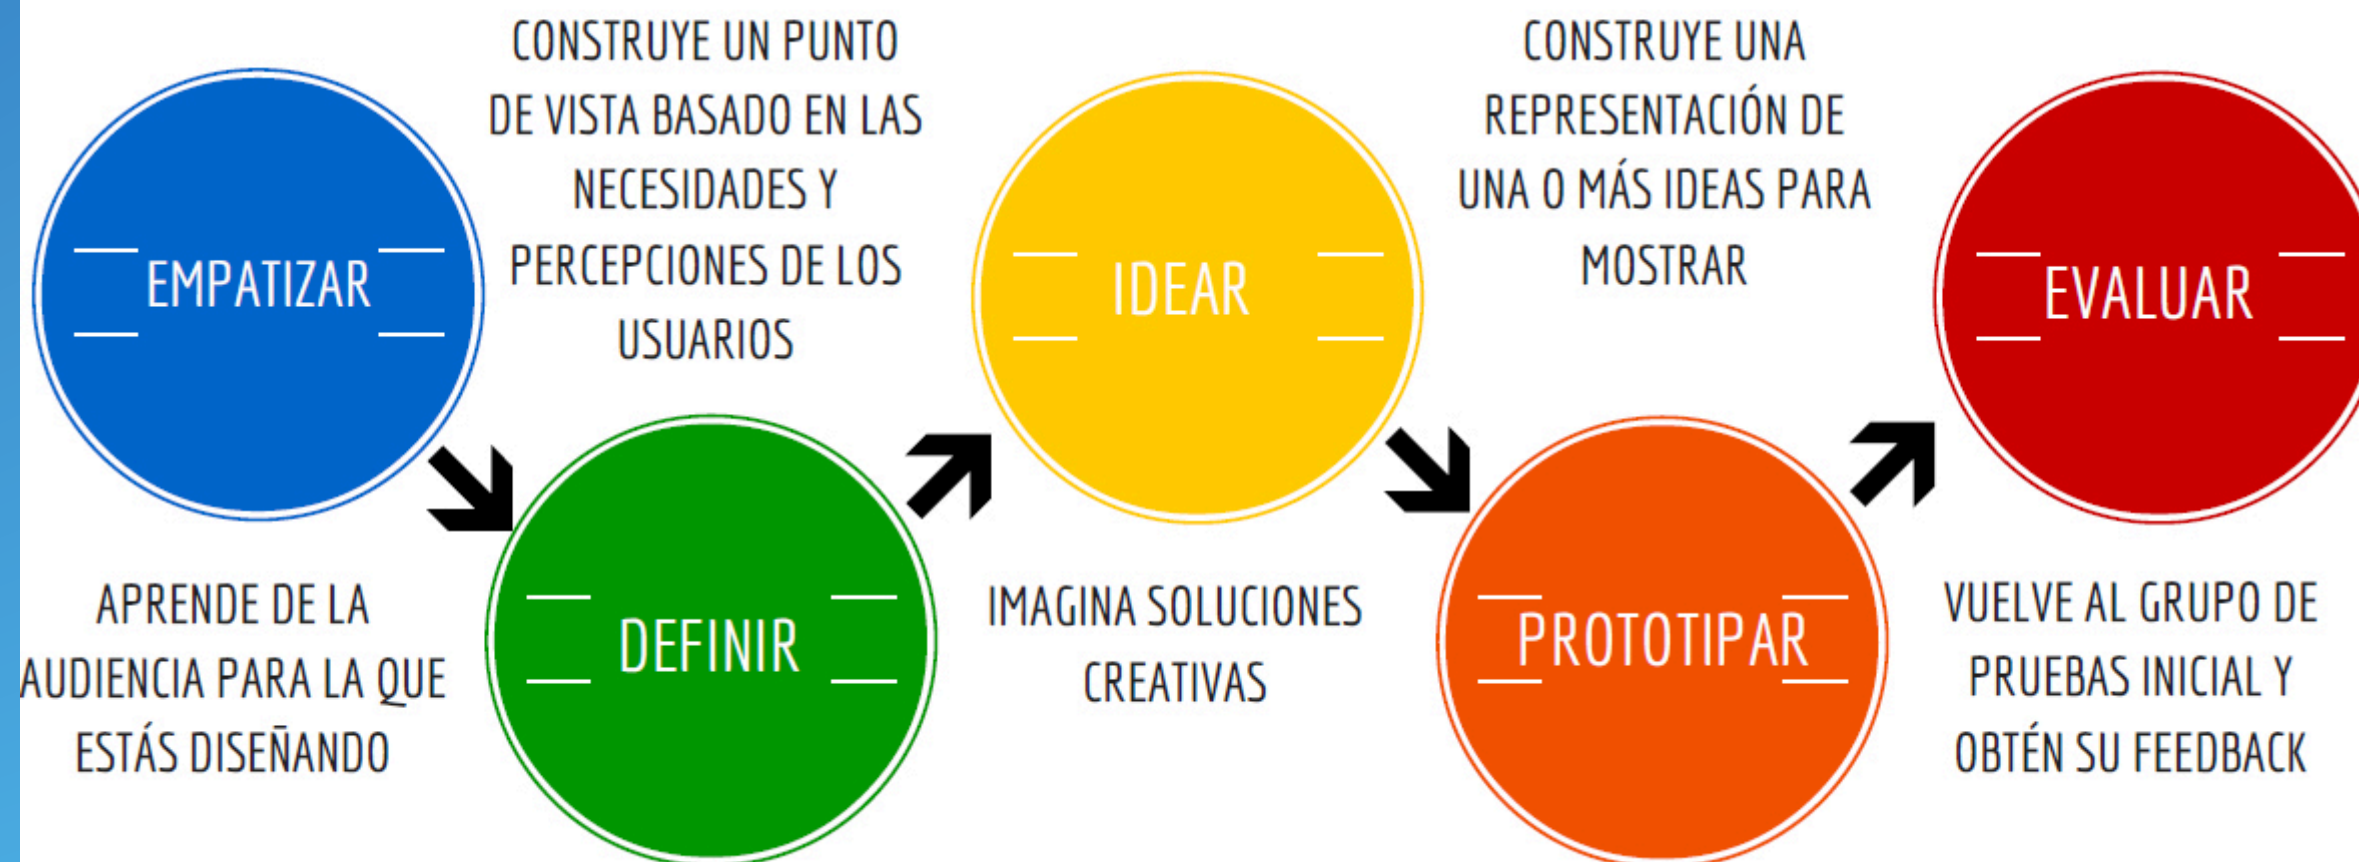 EMPATIZAR
APRENDE DE LA
AUDIENCIA PARA LA QUE
ESTÁS DISEÑANDO
CONSTRUYE UN PUNTO
DE VISTA BASADO EN LAS
NECESIDADES Y
PERCEPCIONES DE LOS
USUARIOS
DEFINIR
IDEAR
IMAGINA SOLUCIONES
CREATIVAS
CONSTRUYE UNA
REPRESENTACIÓN DE
UNA O MÁS IDEAS PARA
MOSTRAR
PROTOTIPAR
EVALUAR
VUELVE AL GRUPO DE
PRUEBAS INICIAL Y
OBTÉN SU FEEDBACK